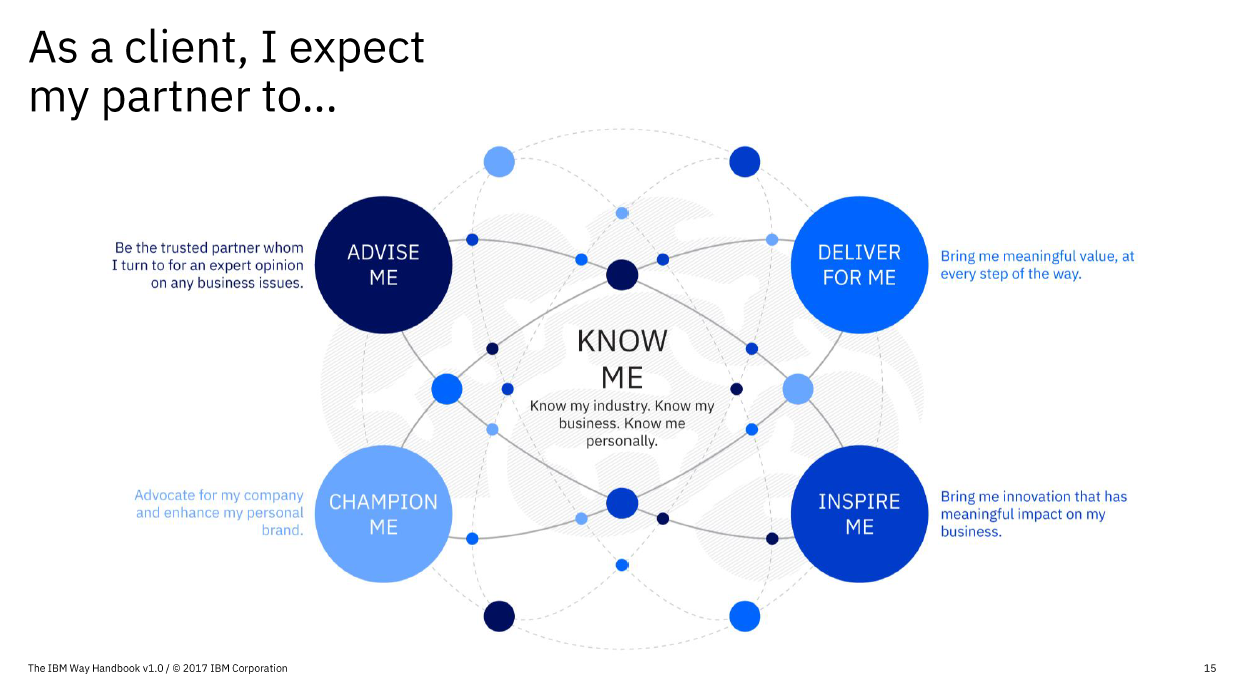 As a client, I expect
my partner to...
Be the trusted partner whom
I turn to for an expert opinion
on any business issues.
ADVISE
ME
DELIVER
FOR ME
Bring me meaningful value, at
every step of the way.
KNOW
ME
Know my industry. Know my
business. Know me
personally.
Advocate for my company
and enhance my personal
brand.
CHAMPION
ME
INSPIRE
ME
Bring me innovation that has
meaningful impact on my
business.
The IBM Way Handbook v1.0 / © 2017 IBM Corporation
15